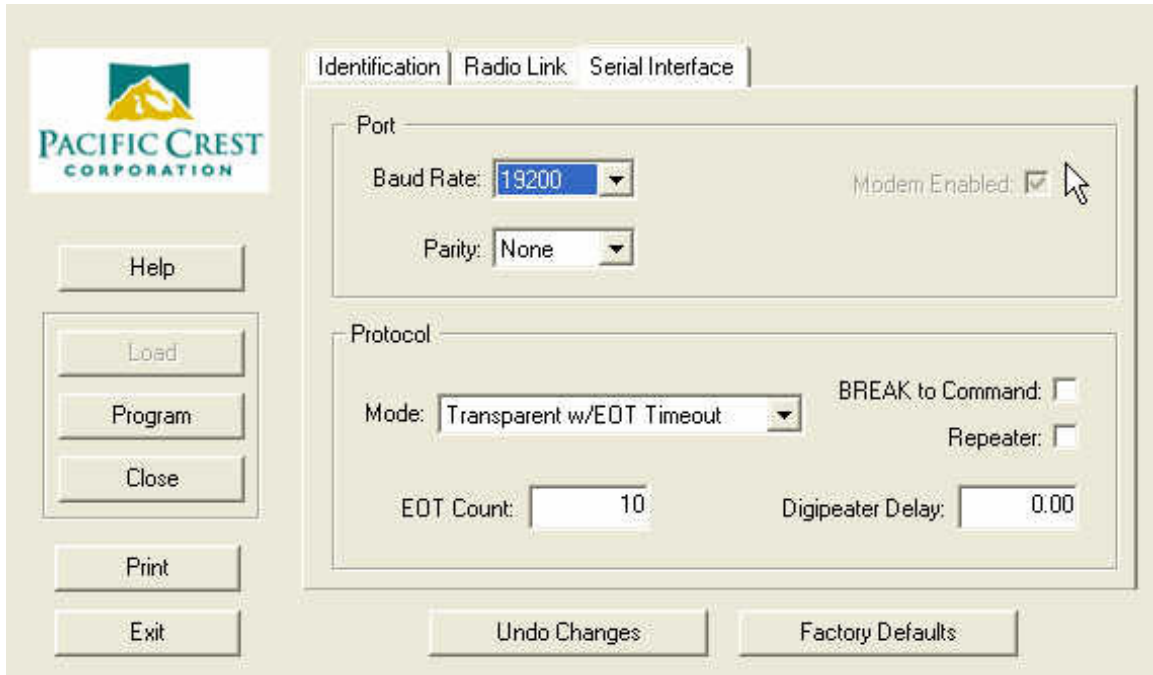 PACIFIC CREST
CORPORATION
Help
Load
Program
Close
Print
Exit
Identification
Radio Link
Serial Interface
Port
Baud Rate: 19200
Modem Enabled:
Parity: None
Protocol
Mode: Transparent w/EOT Timeout
BREAK to Command:
Repeater:
EOT Count: 10
Digipeater Delay: 0.00
Undo Changes
Factory Defaults